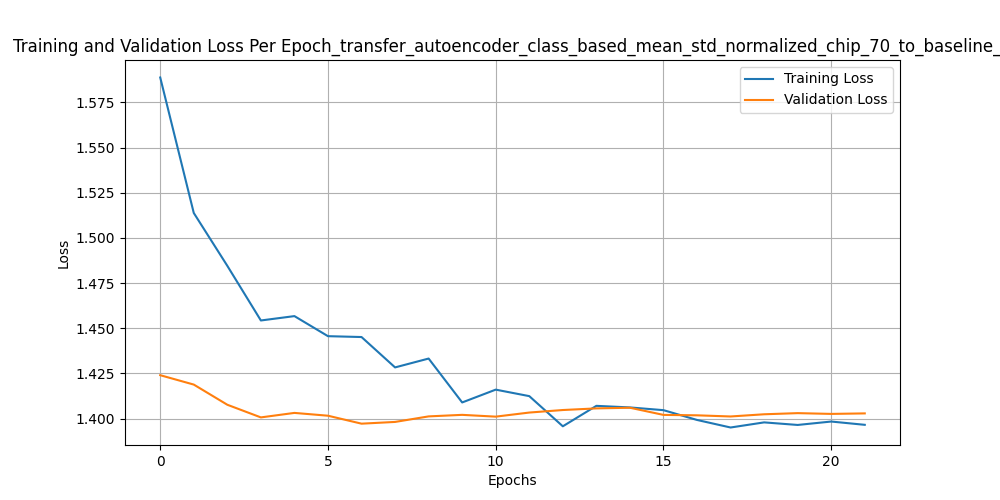 Training and Validation Loss Per Epoch_transfer_autoencoder_class_based_mean_std_normalized_chip_70_to_baseline_
Training Loss
Validation Loss
1.575
1.550
1.525
1.500
1.475
1.450
1.425
1.400
Loss
0 5 10 15 20
Epochs